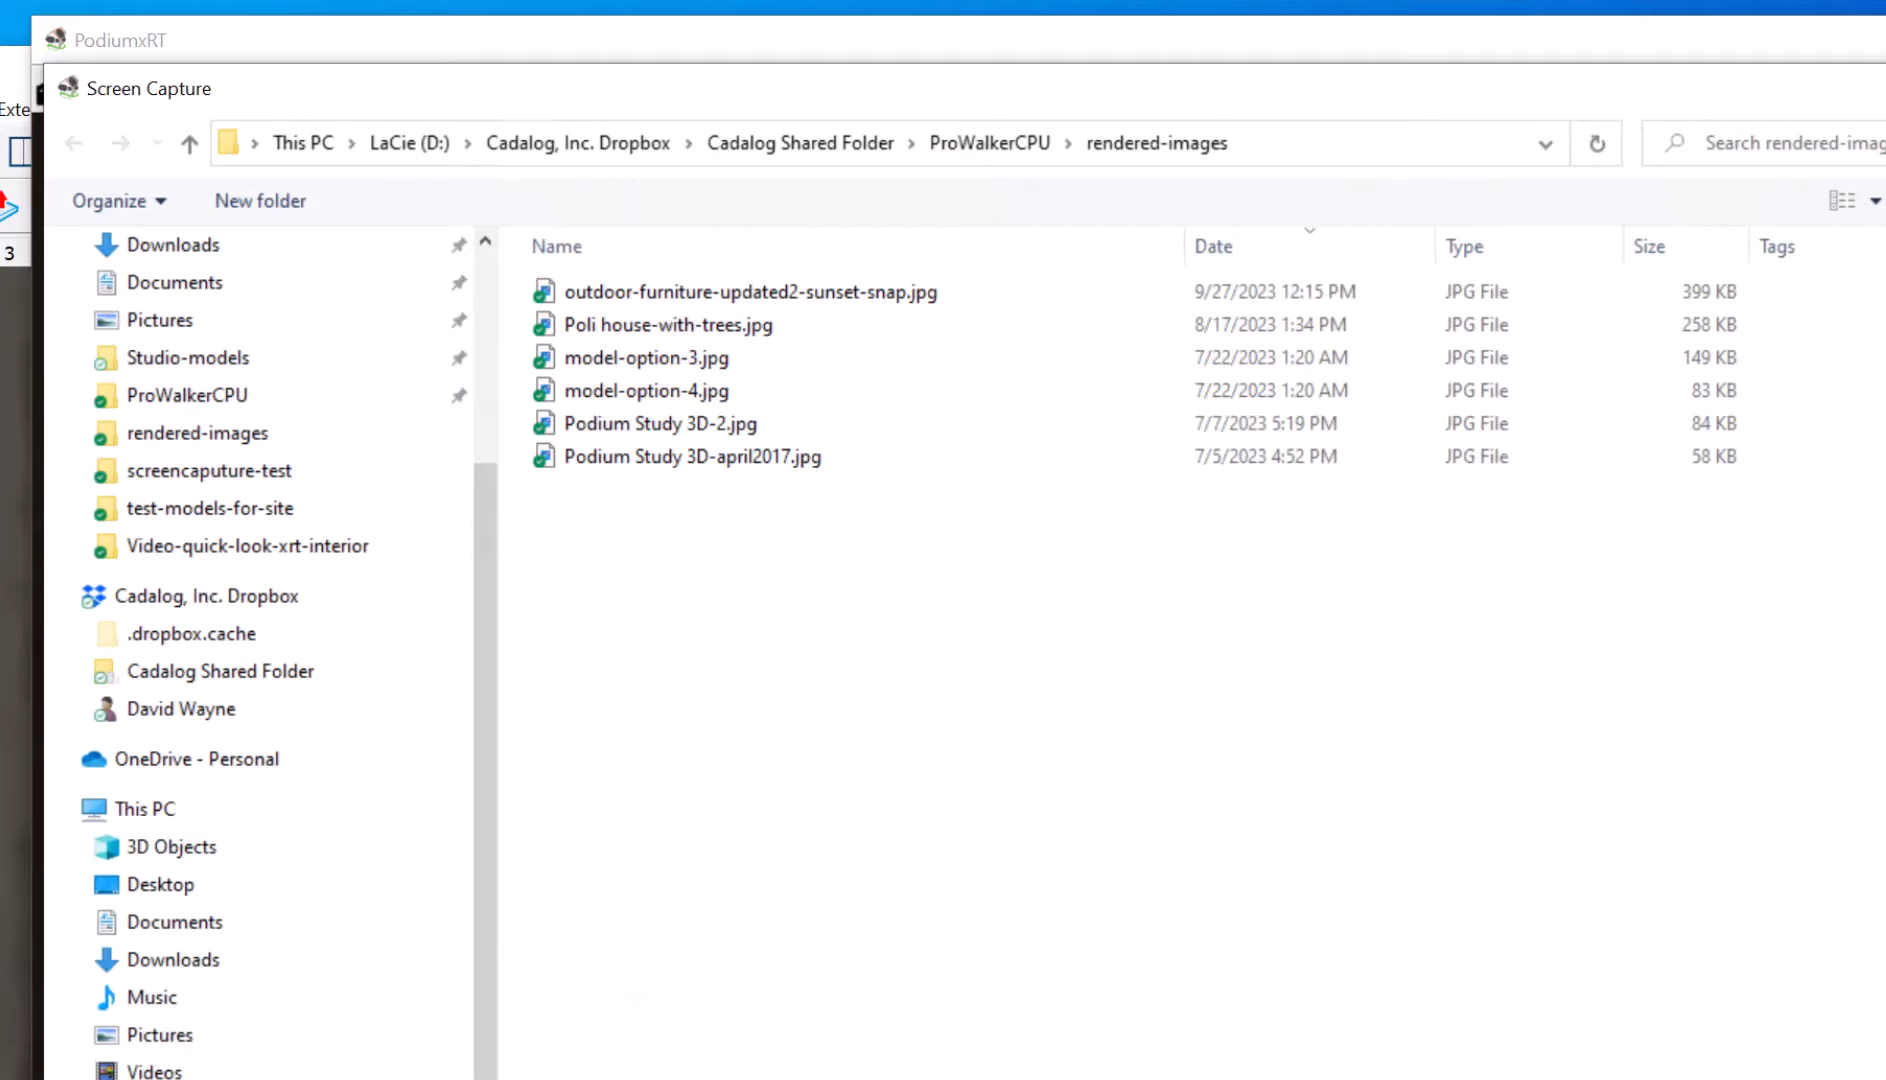 PodiumxRT
Screen Capture
Exte
This PC > LaCie (D:) > Cadalog, Inc. Dropbox > Cadalog Shared Folder > ProWalkerCPU > rendered-images
Search rendered-imag
Organize
New folder
3
Downloads
Documents
Pictures
Studio-models
ProWalkerCPU
rendered-images
screencaputure-test
test-models-for-site
Video-quick-look-xrt-interior
Cadalog, Inc. Dropbox
.dropbox.cache
Cadalog Shared Folder
David Wayne
OneDrive - Personal
This PC
3D Objects
Desktop
Documents
Downloads
Music
Pictures
Videos
Name Date Type Size Tags
outdoor-furniture-updated2-sunset-snap.jpg 9/27/2023 12:15 PM JPG File 399 KB
Poli house-with-trees.jpg 8/17/2023 1:34 PM JPG File 258 KB
model-option-3.jpg 7/22/2023 1:20 AM JPG File 149 KB
model-option-4.jpg 7/22/2023 1:20 AM JPG File 83 KB
Podium Study 3D-2.jpg 7/7/2023 5:19 PM JPG File 84 KB
Podium Study 3D-april2017.jpg 7/5/2023 4:52 PM JPG File 58 KB